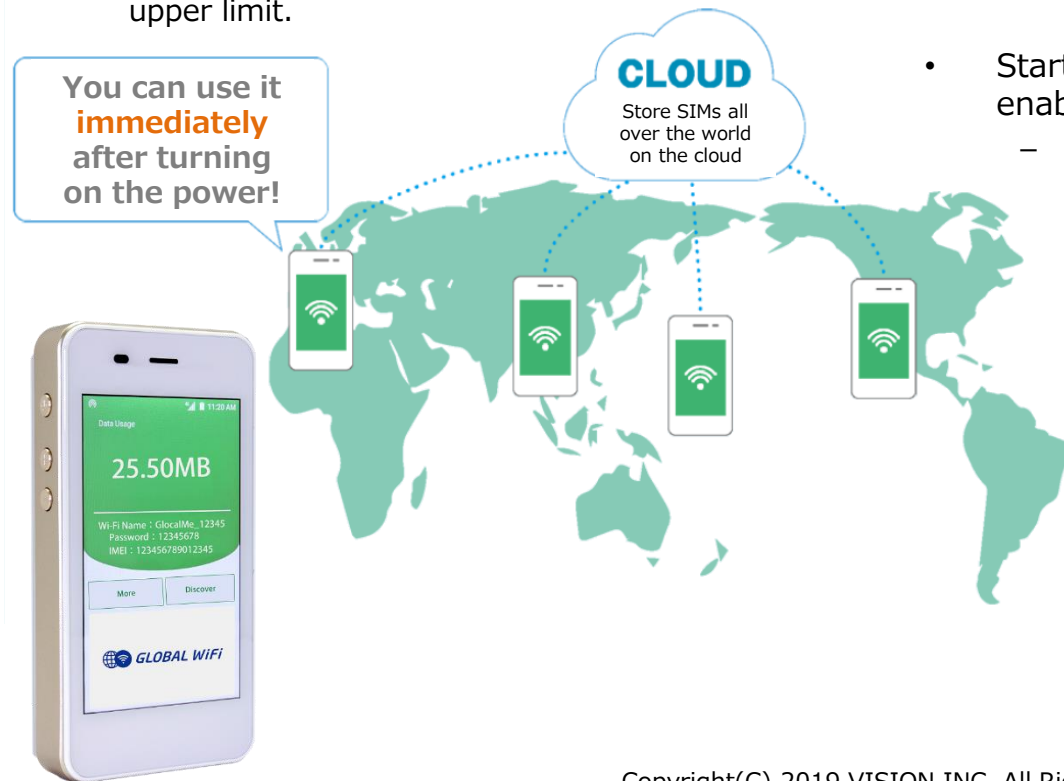 upper limit.
You can use it
immediately
after turning
on the power!
CLOUD
Store SIMs all
over the world
on the cloud
•
Start
enab
–
11:20 AM
Data Usage
25.50MB
Wi-Fi Name : GlocalMe_12345
Password : 12345678
IMEI : 123456789012345
More
Discover
GLOBAL WiFi
Copyright(C) 2019 VISION INC. All Ri